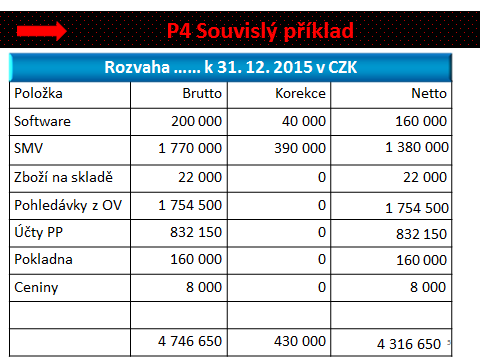 P4 Souvislý příklad
Rozvaha …… k 31. 12. 2015 v CZK
Položka Brutto Korekce Netto
Software 200 000 40 000 160 000
SMV 1 770 000 390 000 1 380 000
Zboží na skladě 22 000 0 22 000
Pohledávky z OV 1 754 500 0 1 754 500
Účty PP 832 150 0 832 150
Pokladna 160 000 0 160 000
Ceniny 8 000 0 8 000
4 746 650 430 000 4 316 650